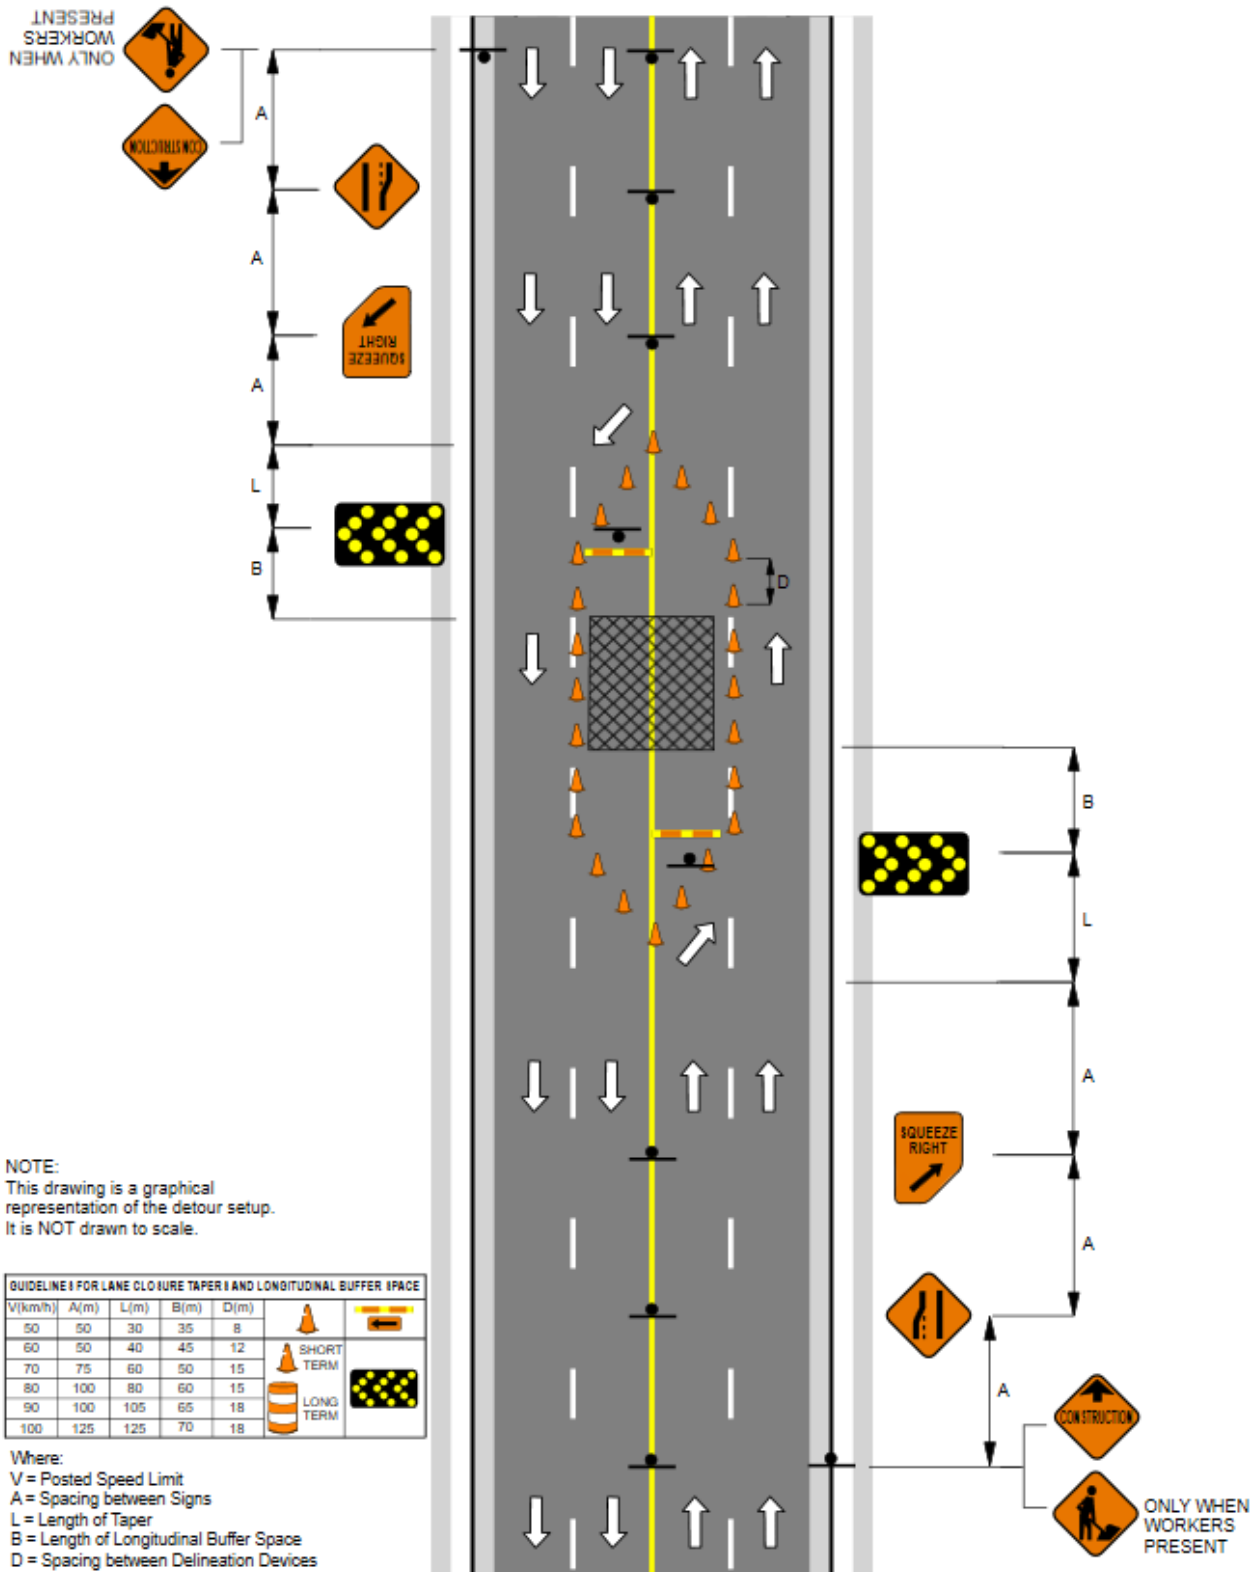 ONLY WHEN
WORKERS
PRESENT
CONSTRUCTION
A
A
SQUEEZE
RIGHT
A
L
B
D
B
L
A
SQUEEZE
RIGHT
A
A
CONSTRUCTION
ONLY WHEN
WORKERS
PRESENT
NOTE:
This drawing is a graphical
representation of the detour setup.
It is NOT drawn to scale.
GUIDELINES FOR LANE CLOSURE TAPERS AND LONGITUDINAL BUFFER SPACE
V(km/h) A(m) L(m) B(m) D(m)
50 50 30 35 8
60 50 40 45 12
70 75 60 50 15
80 100 80 60 15
90 100 105 65 18
100 125 125 70 18
SHORT
TERM
LONG
TERM
Where:
V = Posted Speed Limit
A = Spacing between Signs
L = Length of Taper
B = Length of Longitudinal Buffer Space
D = Spacing between Delineation Devices